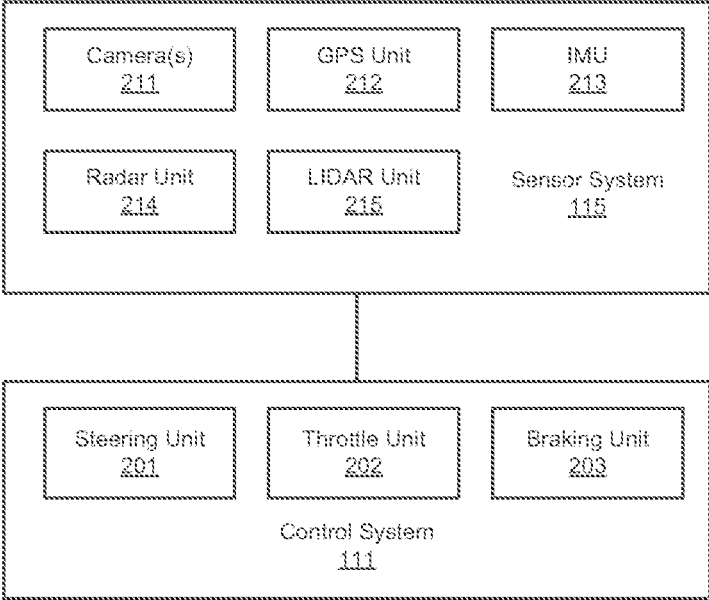 Camera(s)
211
GPS Unit
212
IMU
213
Radar Unit
214
LIDAR Unit
215
Sensor System
115
Steering Unit
201
Throttle Unit
202
Braking Unit
203
Control System
111